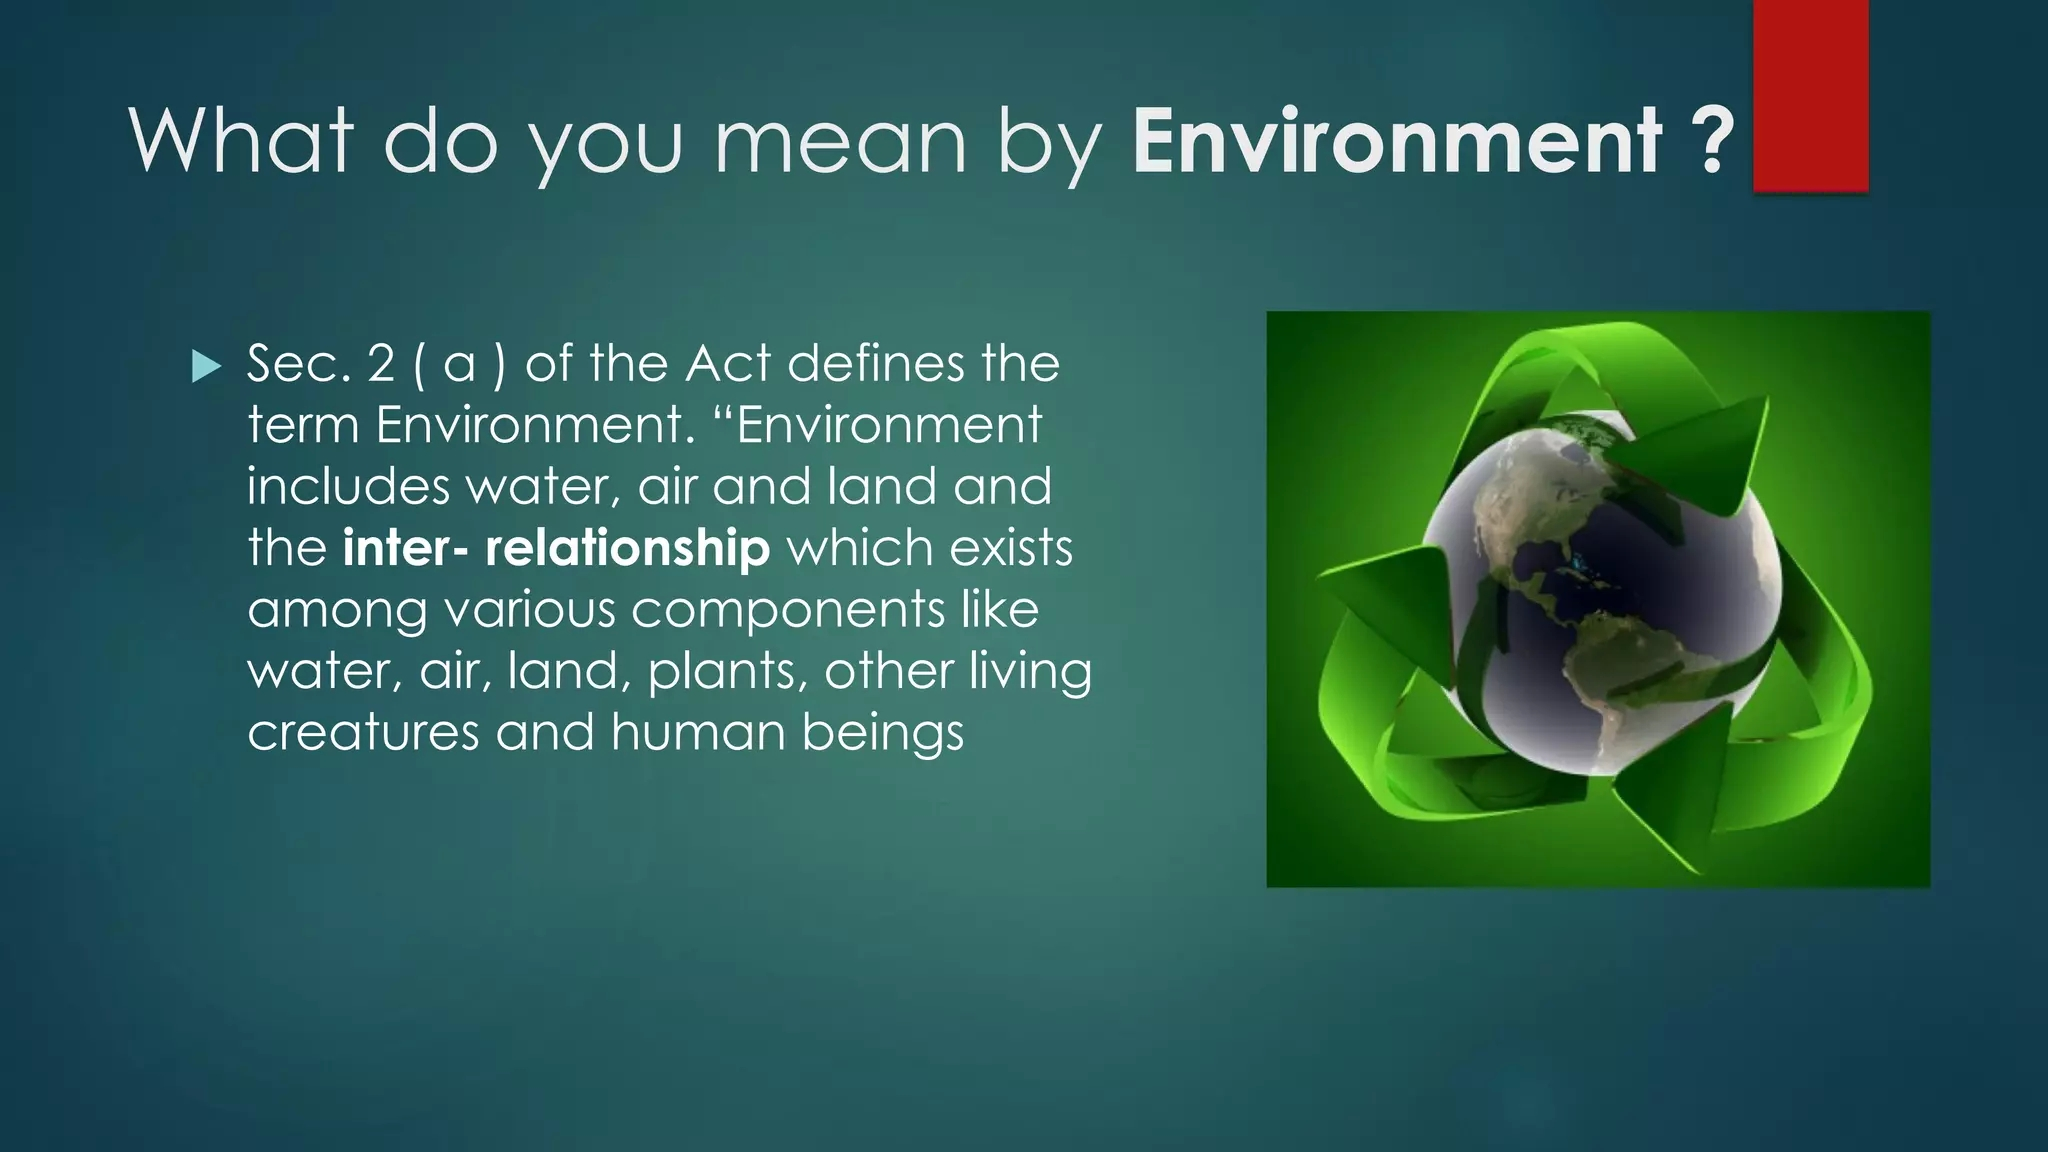 What do you mean by Environment ?
Sec. 2 ( a ) of the Act defines the
term Environment. “Environment
includes water, air and land and
the inter- relationship which exists
among various components like
water, air, land, plants, other living
creatures and human beings